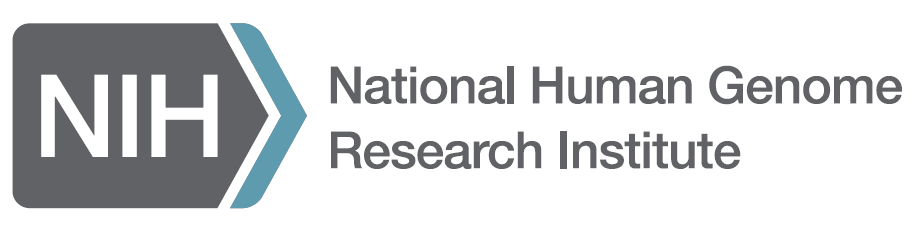 NIH
National Human Genome
Research Institute